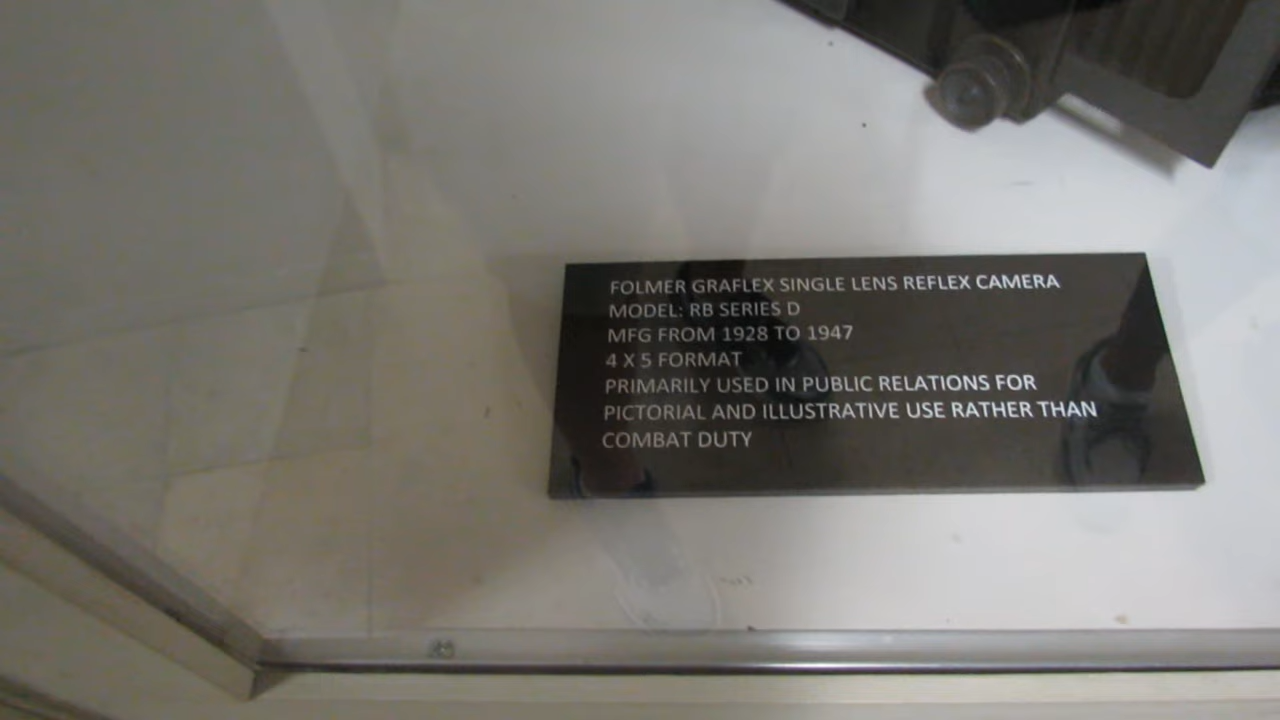 FOLMER GRAFLEX SINGLE LENS REFLEX CAMERA
MODEL: RB SERIES D
MFG FROM 1928 TO 1947
4 X 5 FORMAT
PRIMARILY USED IN PUBLIC RELATIONS FOR
PICTORIAL AND ILLUSTRATIVE USE RATHER THAN
COMBAT DUTY